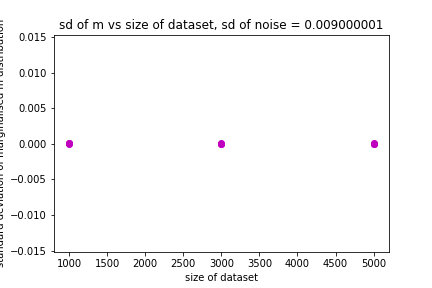 sd of m vs size of dataset, sd of noise = 0.009000001
0.015
0.010
0.005
0.000
−0.005
−0.010
−0.015
standard deviation of marginalised m distribution
1000 1500 2000 2500 3000 3500 4000 4500 5000
size of dataset